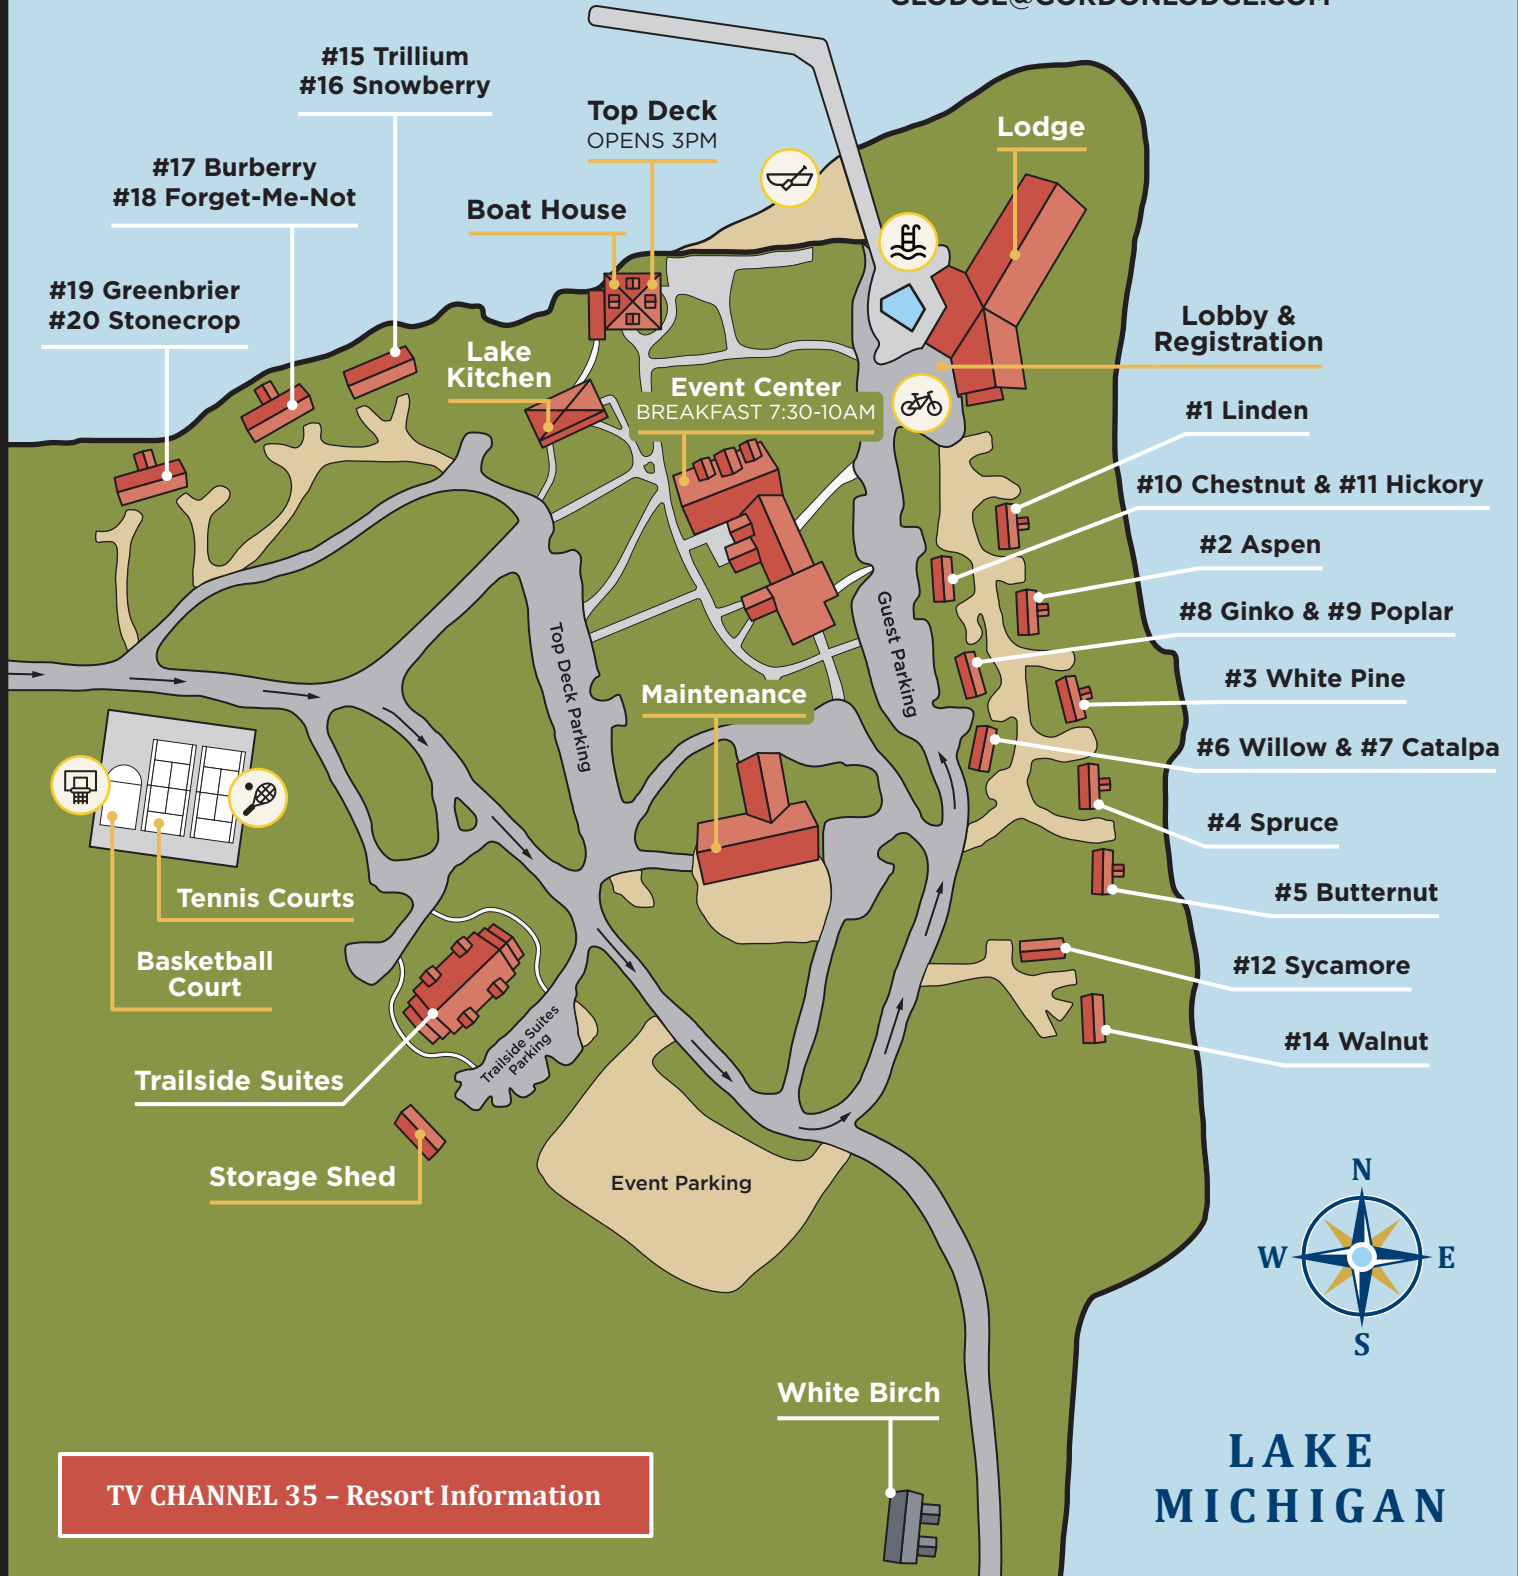 GLODGE@GORDONLODGE.COM
#15 Trillium
#16 Snowberry
Top Deck
OPENS 3PM
Lodge
#17 Burberry
#18 Forget-Me-Not
Boat House
#19 Greenbrier
#20 Stonecrop
Lobby &
Registration
Lake
Kitchen
Event Center
BREAKFAST 7:30-10AM
#1 Linden
#10 Chestnut & #11 Hickory
#2 Aspen
#8 Ginko & #9 Poplar
Guest Parking
Top Deck Parking
#3 White Pine
Maintenance
#6 Willow & #7 Catalpa
#4 Spruce
#5 Butternut
Tennis Courts
Basketball
Court
#12 Sycamore
#14 Walnut
Trailside Suites
Parking
Trailside Suites
Storage Shed
Event Parking
N
W
E
S
White Birch
LAKE
MICHIGAN
TV CHANNEL 35 – Resort Information